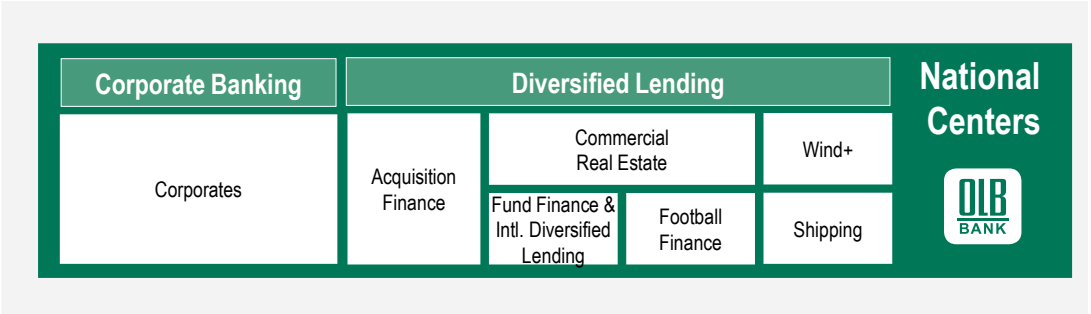 Corporate Banking
Diversified Lending
National
Centers
Corporates
Acquisition
Finance
Commercial
Real Estate
Wind+
Fund Finance &
Intl. Diversified
Lending
Football
Finance
Shipping
OLB
BANK